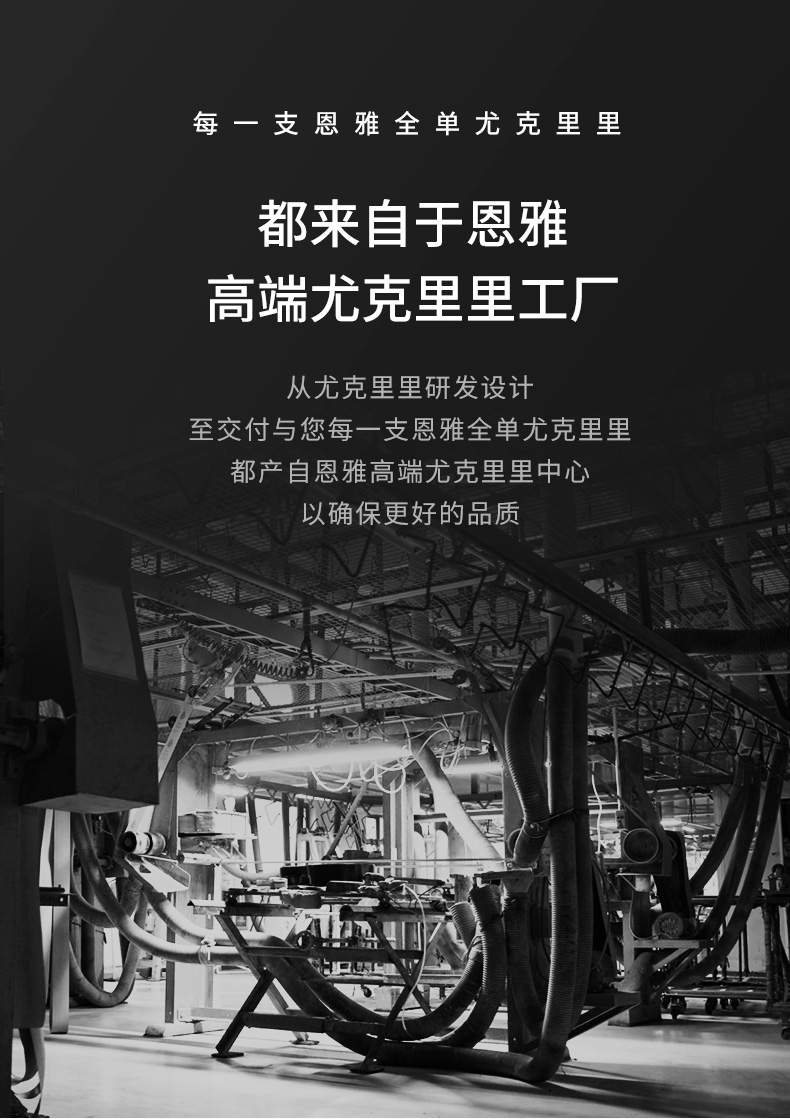 每一支恩雅全单尤克里里
都来自于恩雅
高端尤克里里工厂
从尤克里里研发设计
至交付与您每一支恩雅全单尤克里里
都产自恩雅高端尤克里里中心
以确保更好的品质